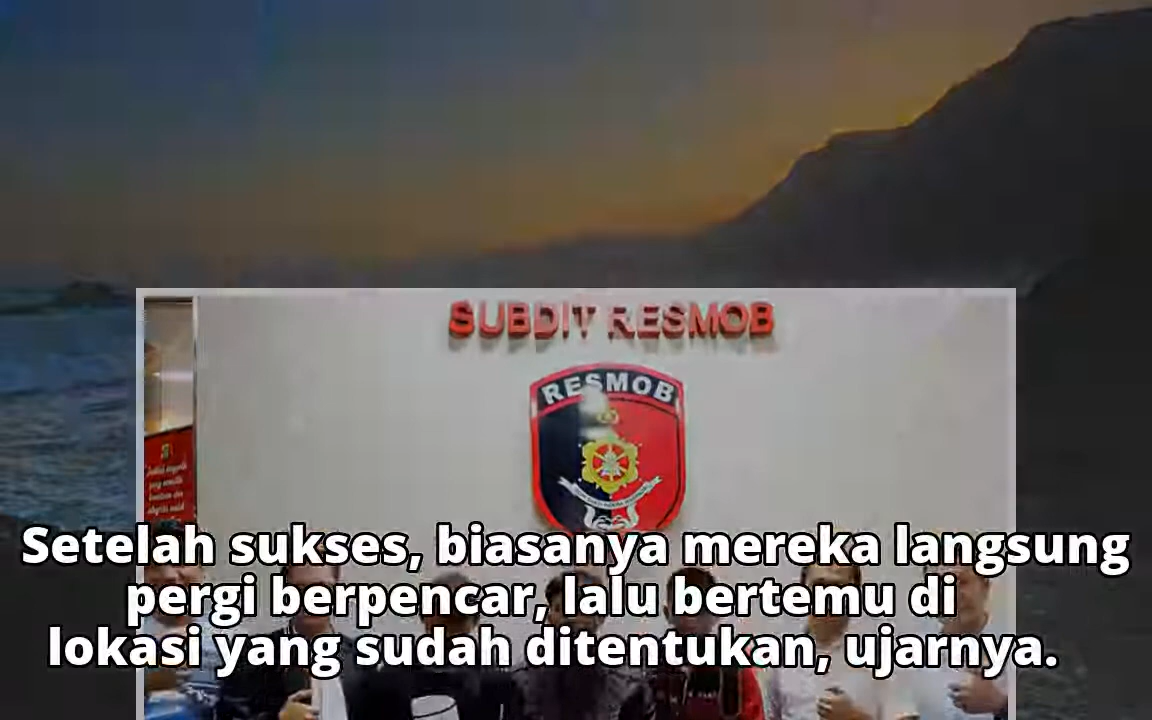 SUBDIT RESMOB
RESMOB
Setelah sukses, biasanya mereka langsung
pergi berpencar, lalu bertemu di
lokasi yang sudah ditentukan, ujarnya.